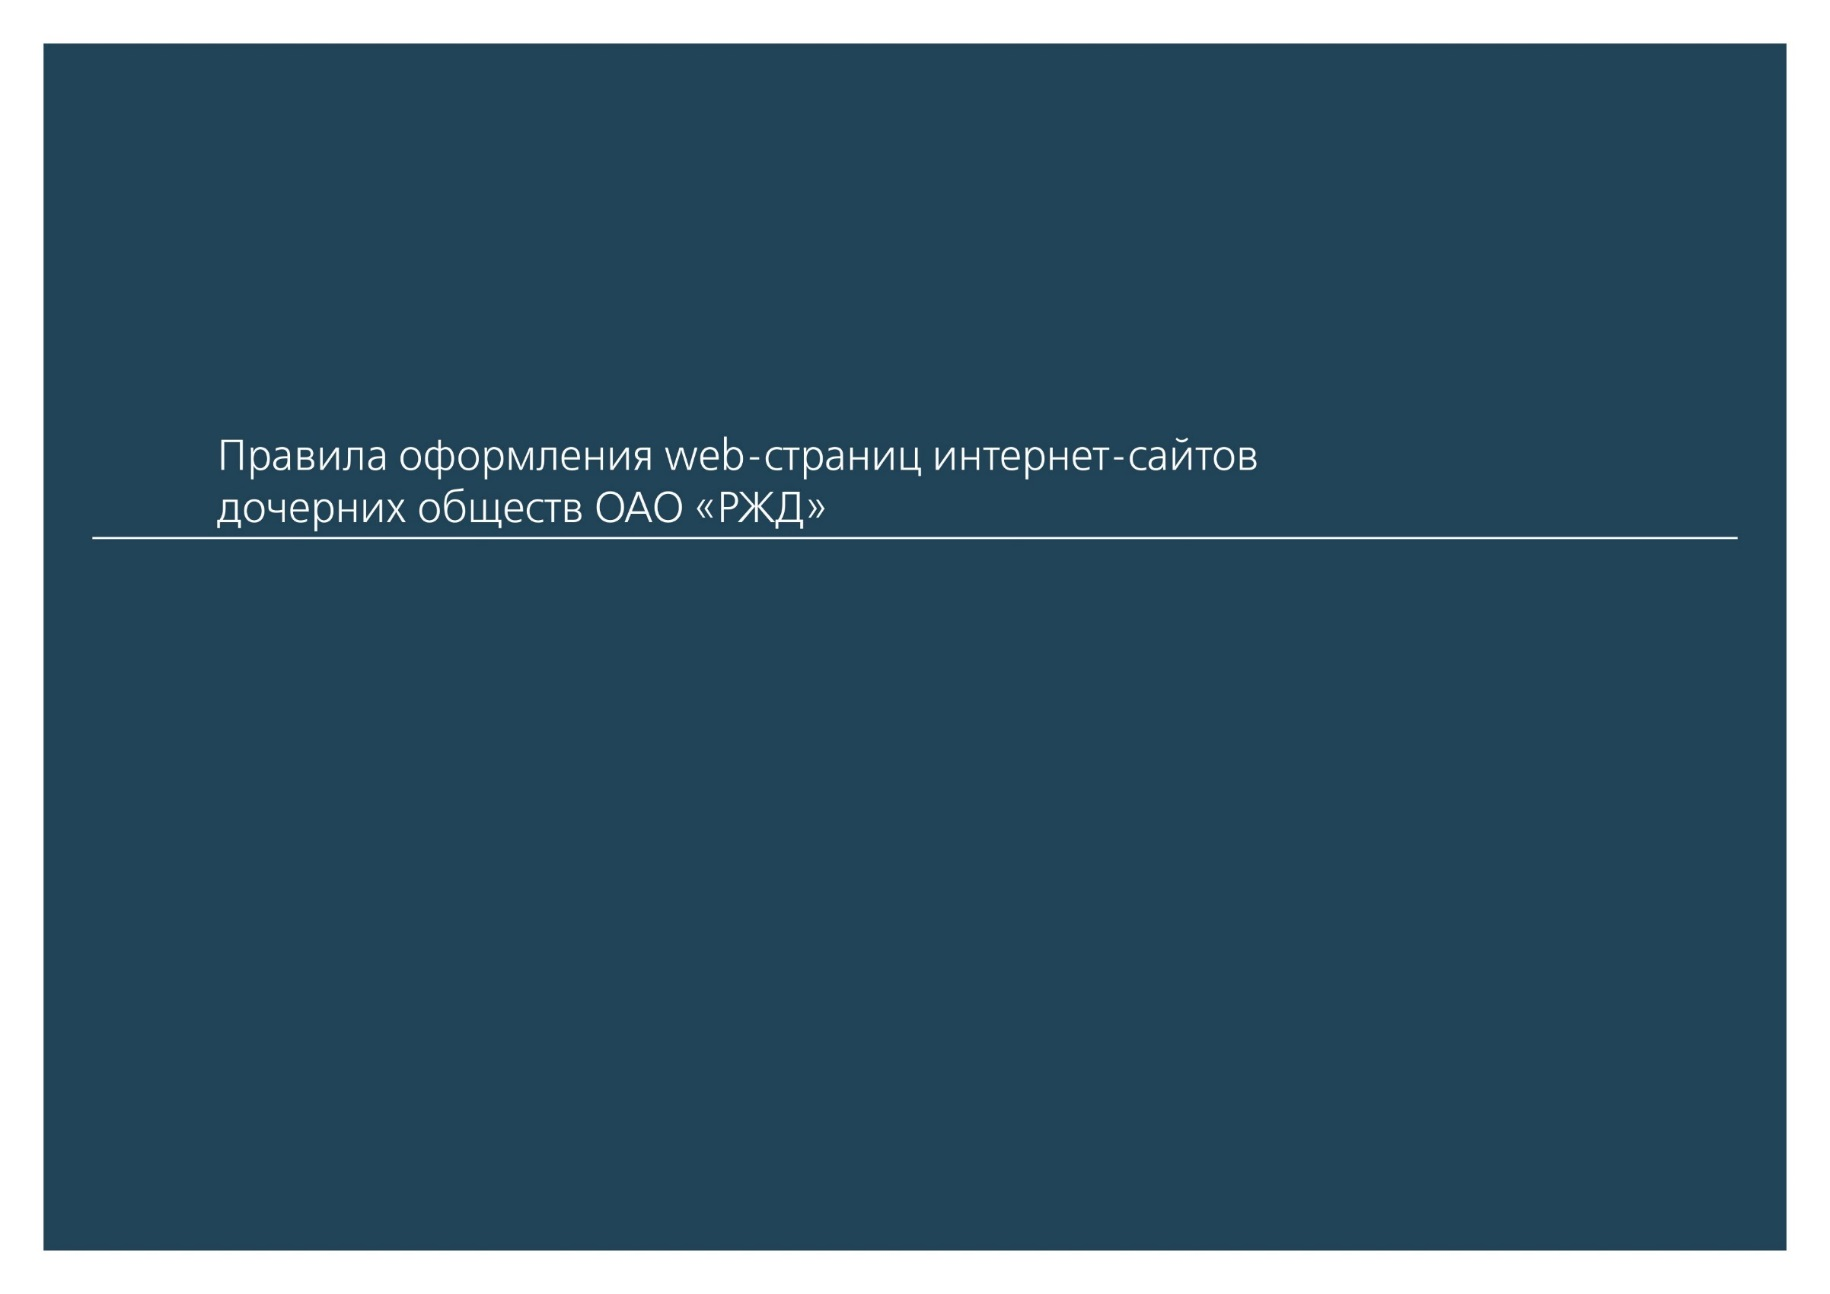 Правила оформления web-страниц интернет-сайтов
дочерних обществ ОАО «РЖД»